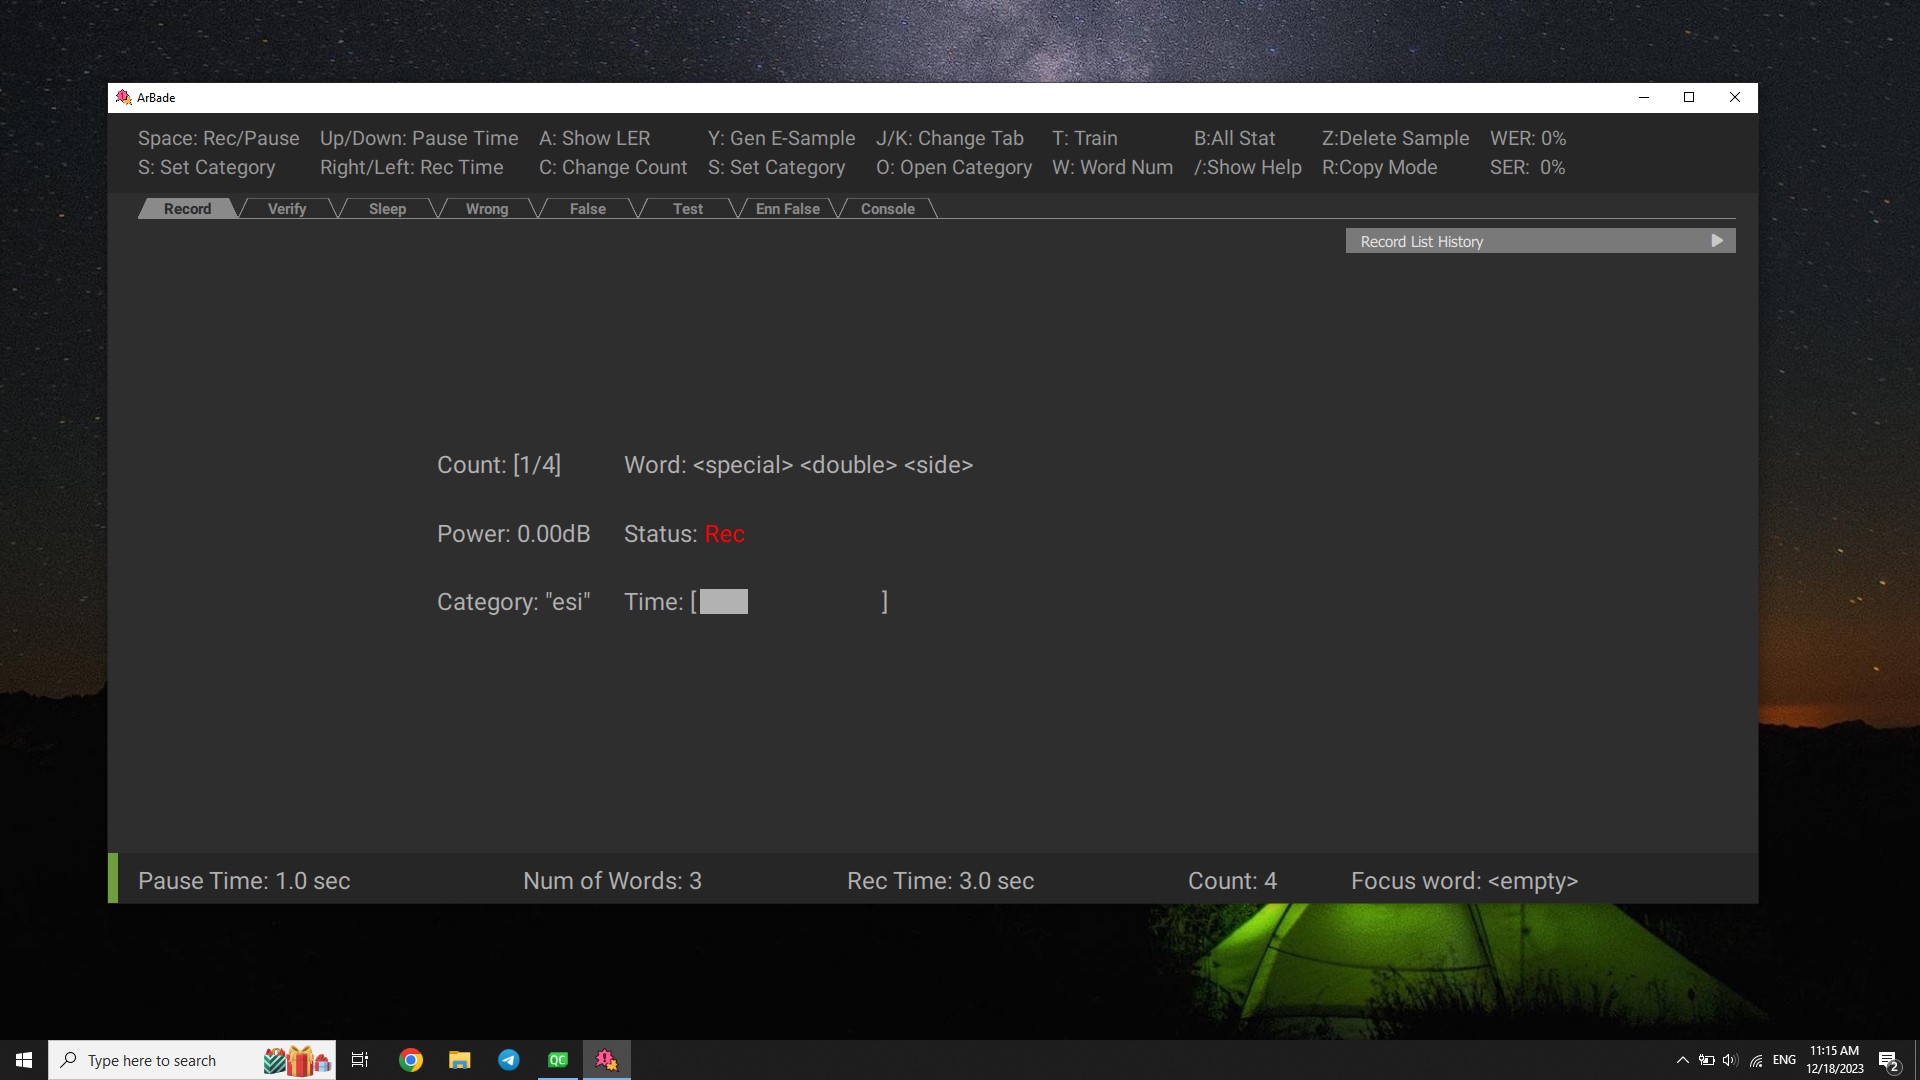 ArBade
Space: Rec/Pause Up/Down: Pause Time A: Show LER Y: Gen E-Sample J/K: Change Tab T: Train B:All Stat Z:Delete Sample WER: 0%
S: Set Category Right/Left: Rec Time C: Change Count S: Set Category O: Open Category W: Word Num /:Show Help R:Copy Mode SER: 0%
Record Verify Sleep Wrong False Test Enn False Console
Record List History
Count: [1/4] Word: <special> <double> <side>
Power: 0.00dB Status: Rec
Category: "esi" Time: [ ]
Pause Time: 1.0 sec Num of Words: 3 Rec Time: 3.0 sec Count: 4 Focus word: <empty>
Type here to search QC ENG 11:15 AM
12/18/2023 2